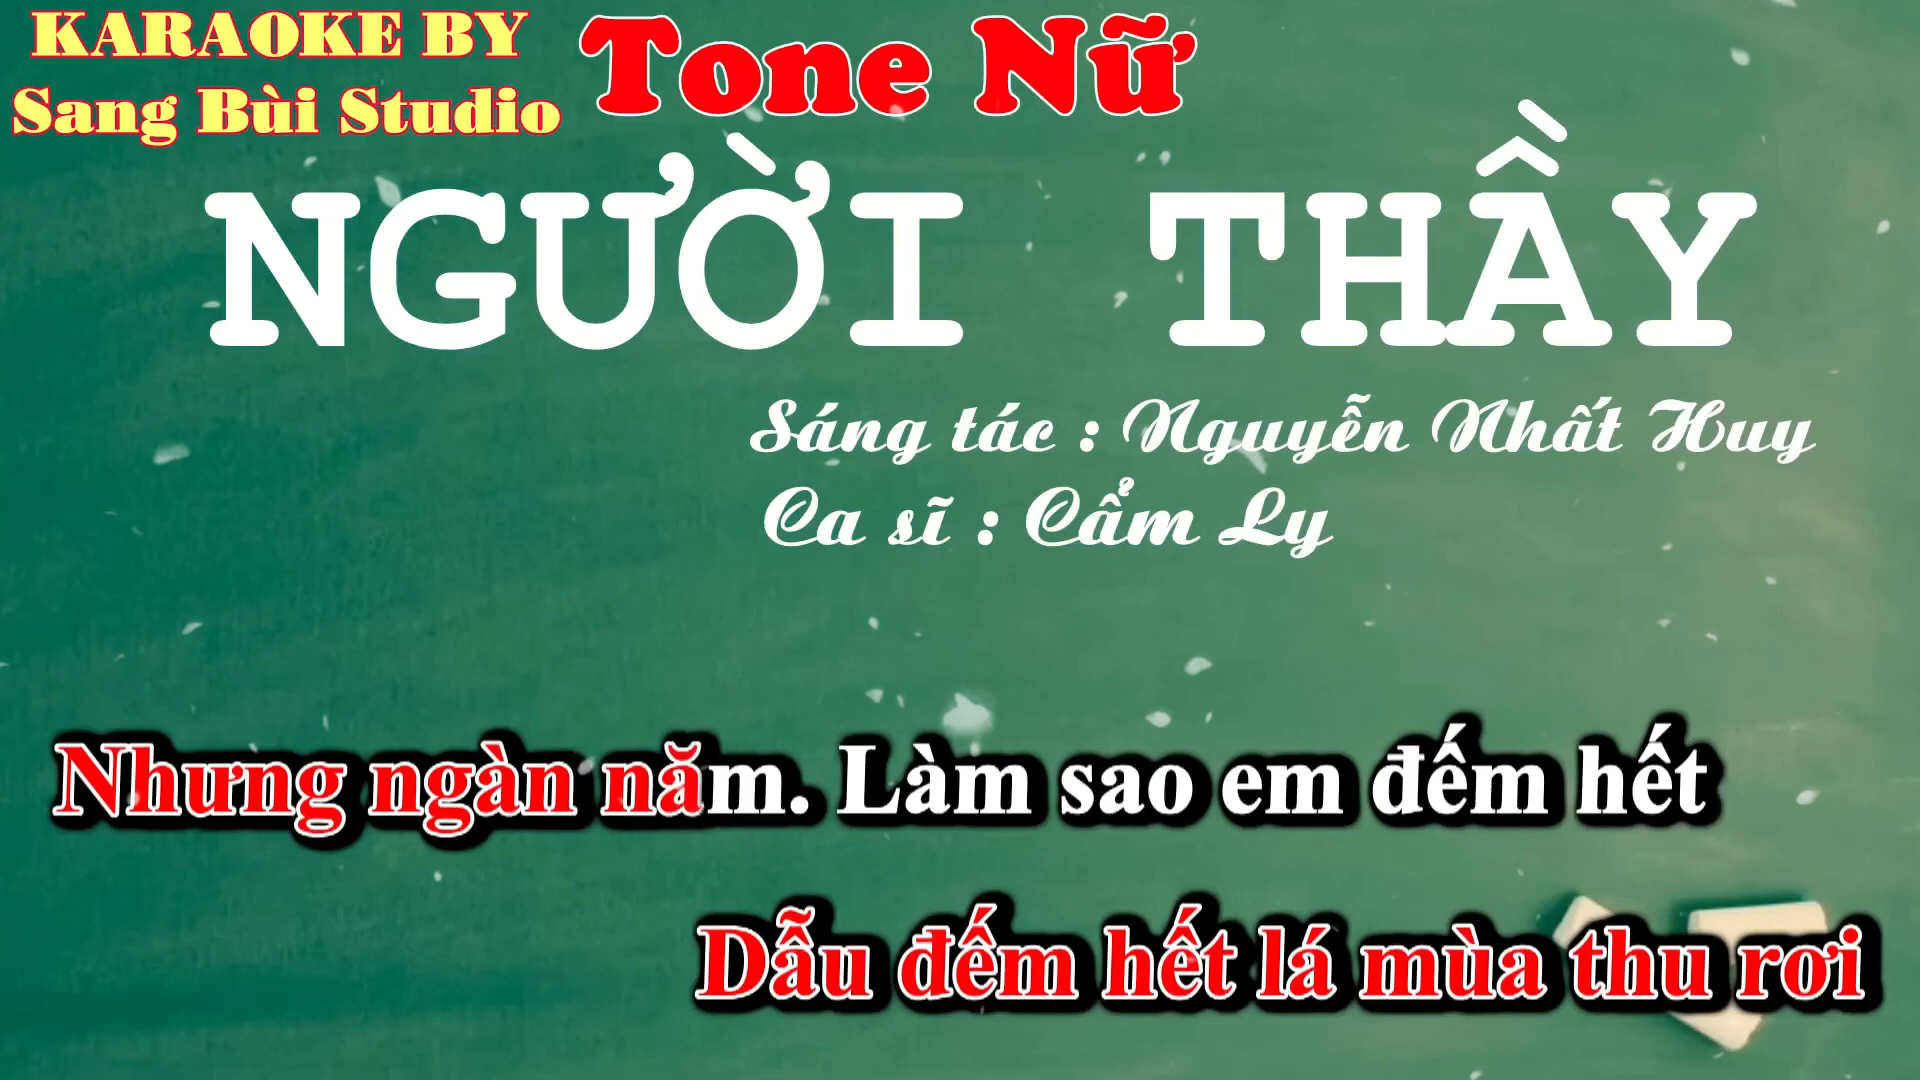 KARAOKE BY
Sang Bùi Studio
Tone Nữ
NGƯỜI THẦY
Sáng tác : Nguyễn Nhất Huy
Ca sĩ : Cẩm Ly
Nhưng ngàn năm. Làm sao em đếm hết
Dẫu đếm hết lá mùa thu rơi